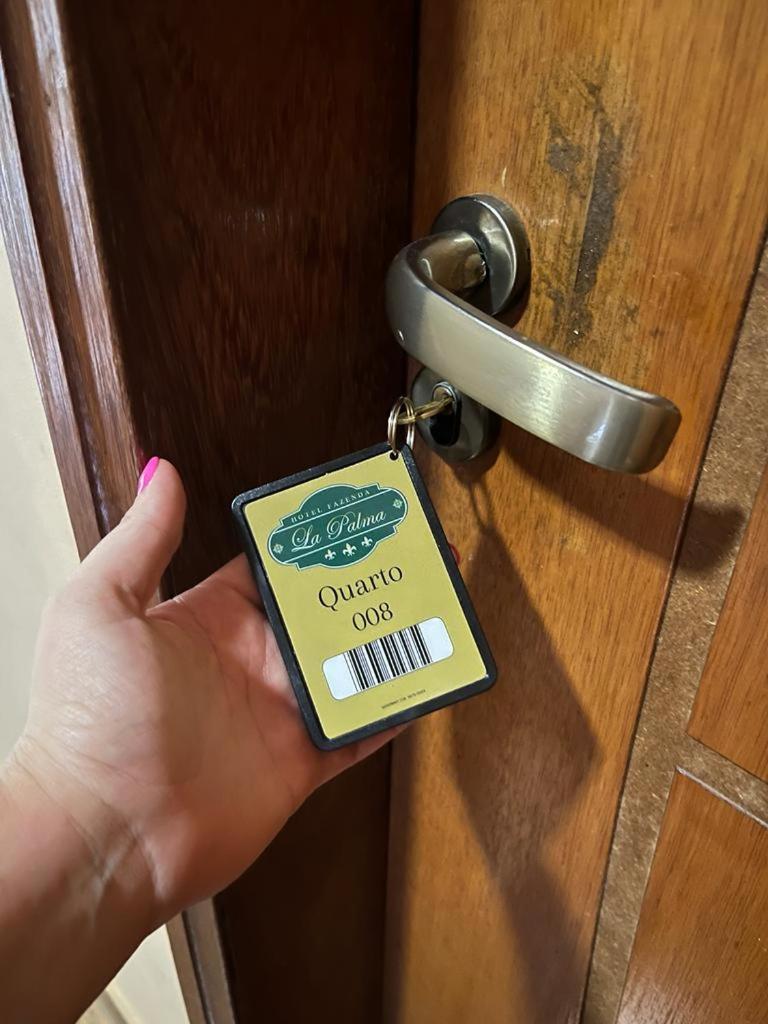 HOTEL FAZENDA
La Palma
Quarto
008